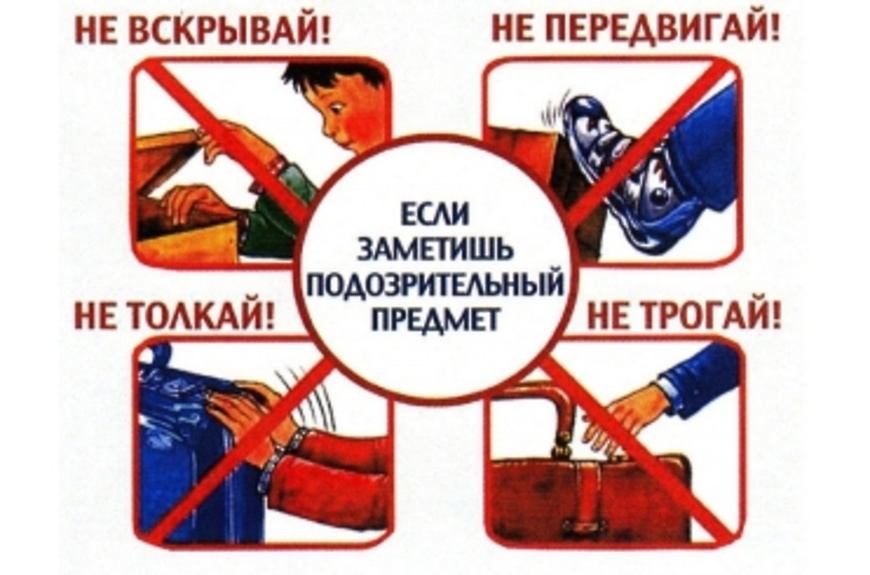 НЕ ВСКРЫВАЙ!
НЕ ПЕРЕДВИГАЙ!
ЕСЛИ
ЗАМЕТИШЬ
ПОДОЗРИТЕЛЬНЫЙ
ПРЕДМЕТ
НЕ ТОЛКАЙ!
НЕ ТРОГАЙ!